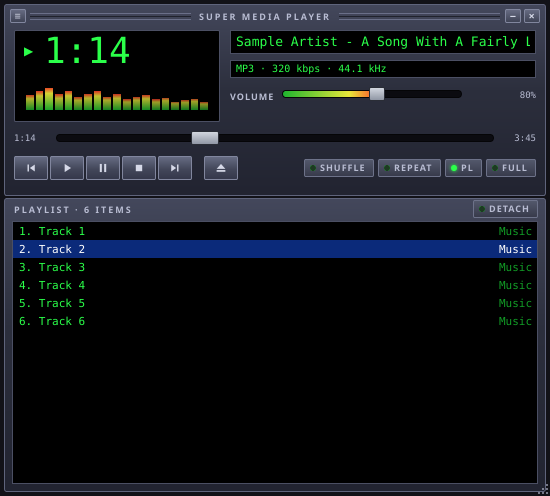 SUPER MEDIA PLAYER
1:14
Sample Artist - A Song With A Fairly
MP3 · 320 kbps · 44.1 kHz
VOLUME 80%
1:14 3:45
SHUFFLE REPEAT PL FULL
PLAYLIST · 6 ITEMS DETACH
1. Track 1 Music
2. Track 2 Music
3. Track 3 Music
4. Track 4 Music
5. Track 5 Music
6. Track 6 Music